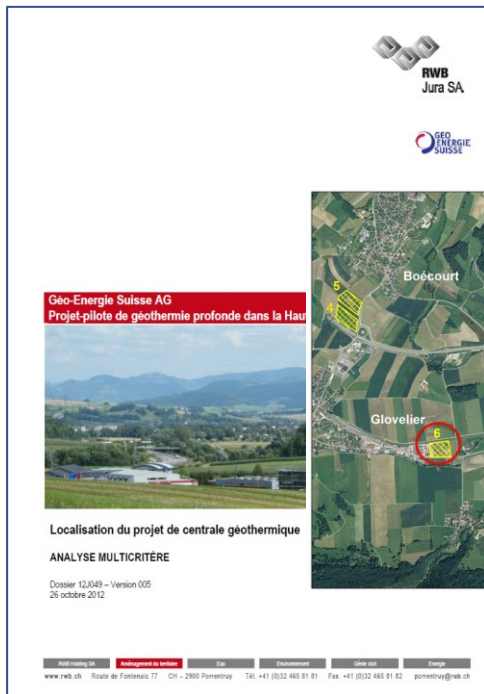 RWB
Jura SA
GEO
ENERGIE
SUISSE
Boécourt
5
4
Géo-Energie Suisse AG
Projet-pilote de géothermie profonde dans la Haut
Glovelier
6
Localisation du projet de centrale géothermique
ANALYSE MULTICRITÈRE
Dossier 12J049 – Version 005
26 octobre 2012
RWB Holding SA Aménagement du territoire Eau Environnement Génie civil Energie
www.rwb.ch Route de Fontenais 77 CH – 2900 Porrentruy Tél. +41 (0)32 465 81 81 Fax. +41 (0)32 465 81 82 porrentruy@rwb.ch